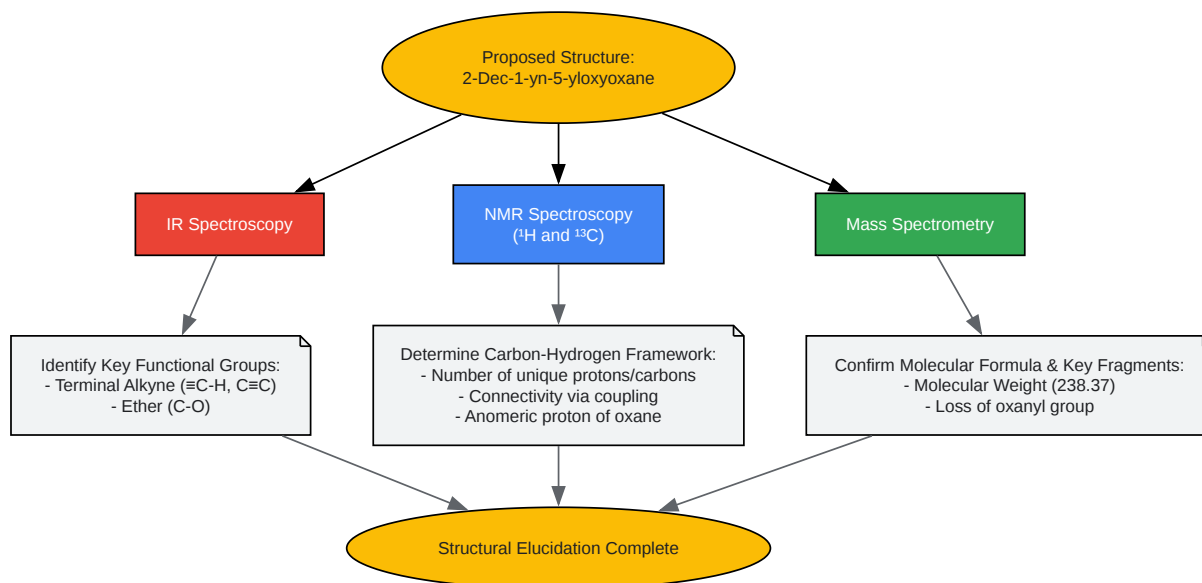 Proposed Structure:
2-Dec-1-yn-5-yloxyoxane
IR Spectroscopy
NMR Spectroscopy
(¹H and ¹³C)
Mass Spectrometry
Identify Key Functional Groups:
- Terminal Alkyne (≡C-H, C≡C)
- Ether (C-O)
Determine Carbon-Hydrogen Framework:
- Number of unique protons/carbons
- Connectivity via coupling
- Anomeric proton of oxane
Confirm Molecular Formula & Key Fragments:
- Molecular Weight (238.37)
- Loss of oxanyl group
Structural Elucidation Complete